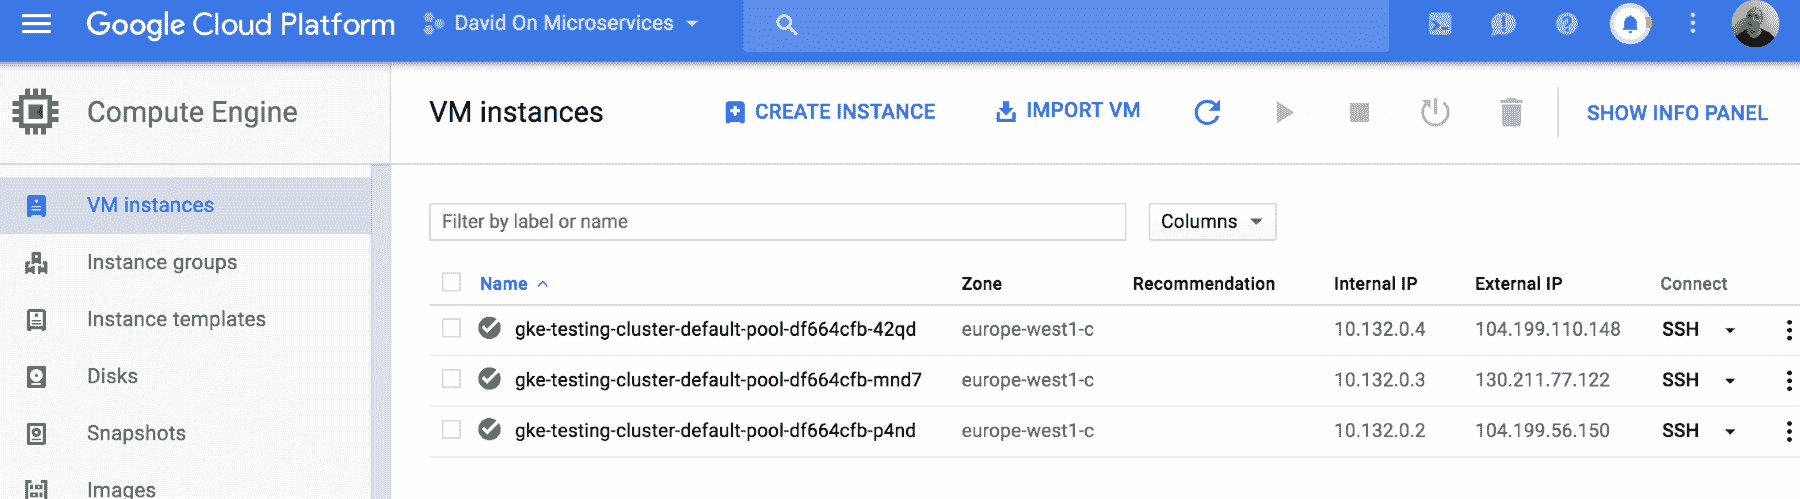 Google Cloud Platform David On Microservices
Compute Engine VM instances CREATE INSTANCE IMPORT VM SHOW INFO PANEL
VM instances
Instance groups
Instance templates
Disks
Snapshots
Images
Filter by label or name Columns
Name Zone Recommendation Internal IP External IP Connect
gke-testing-cluster-default-pool-df664cfb-42qd europe-west1-c 10.132.0.4 104.199.110.148 SSH
gke-testing-cluster-default-pool-df664cfb-mnd7 europe-west1-c 10.132.0.3 130.211.77.122 SSH
gke-testing-cluster-default-pool-df664cfb-p4nd europe-west1-c 10.132.0.2 104.199.56.150 SSH